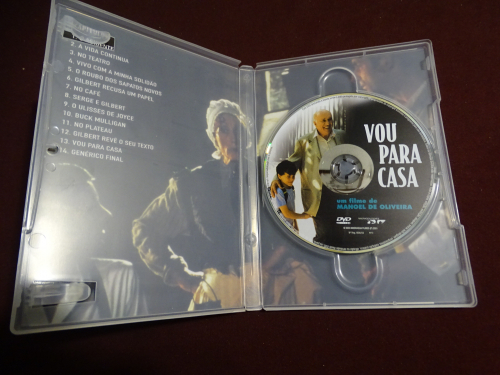 2. A VIDA CONTINUA
3. NO TEATRO
4. VIVO COM A MINHA SOLIDÃO
5. O ROUBO DOS SAPATOS NOVOS
6. GILBERT RECUSA UM PAPEL
7. NO CAFÉ
8. SERGE E GILBERT
9. O ULISSES DE JOYCE
10. BUCK MULLIGAN
11. NO PLATEAU
12. GILBERT REVÊ O SEU TEXTO
13. VOU PARA CASA
14. GENÉRICO FINAL
VOU
PARA
CASA
um filme de
MANOEL DE OLIVEIRA
DVD